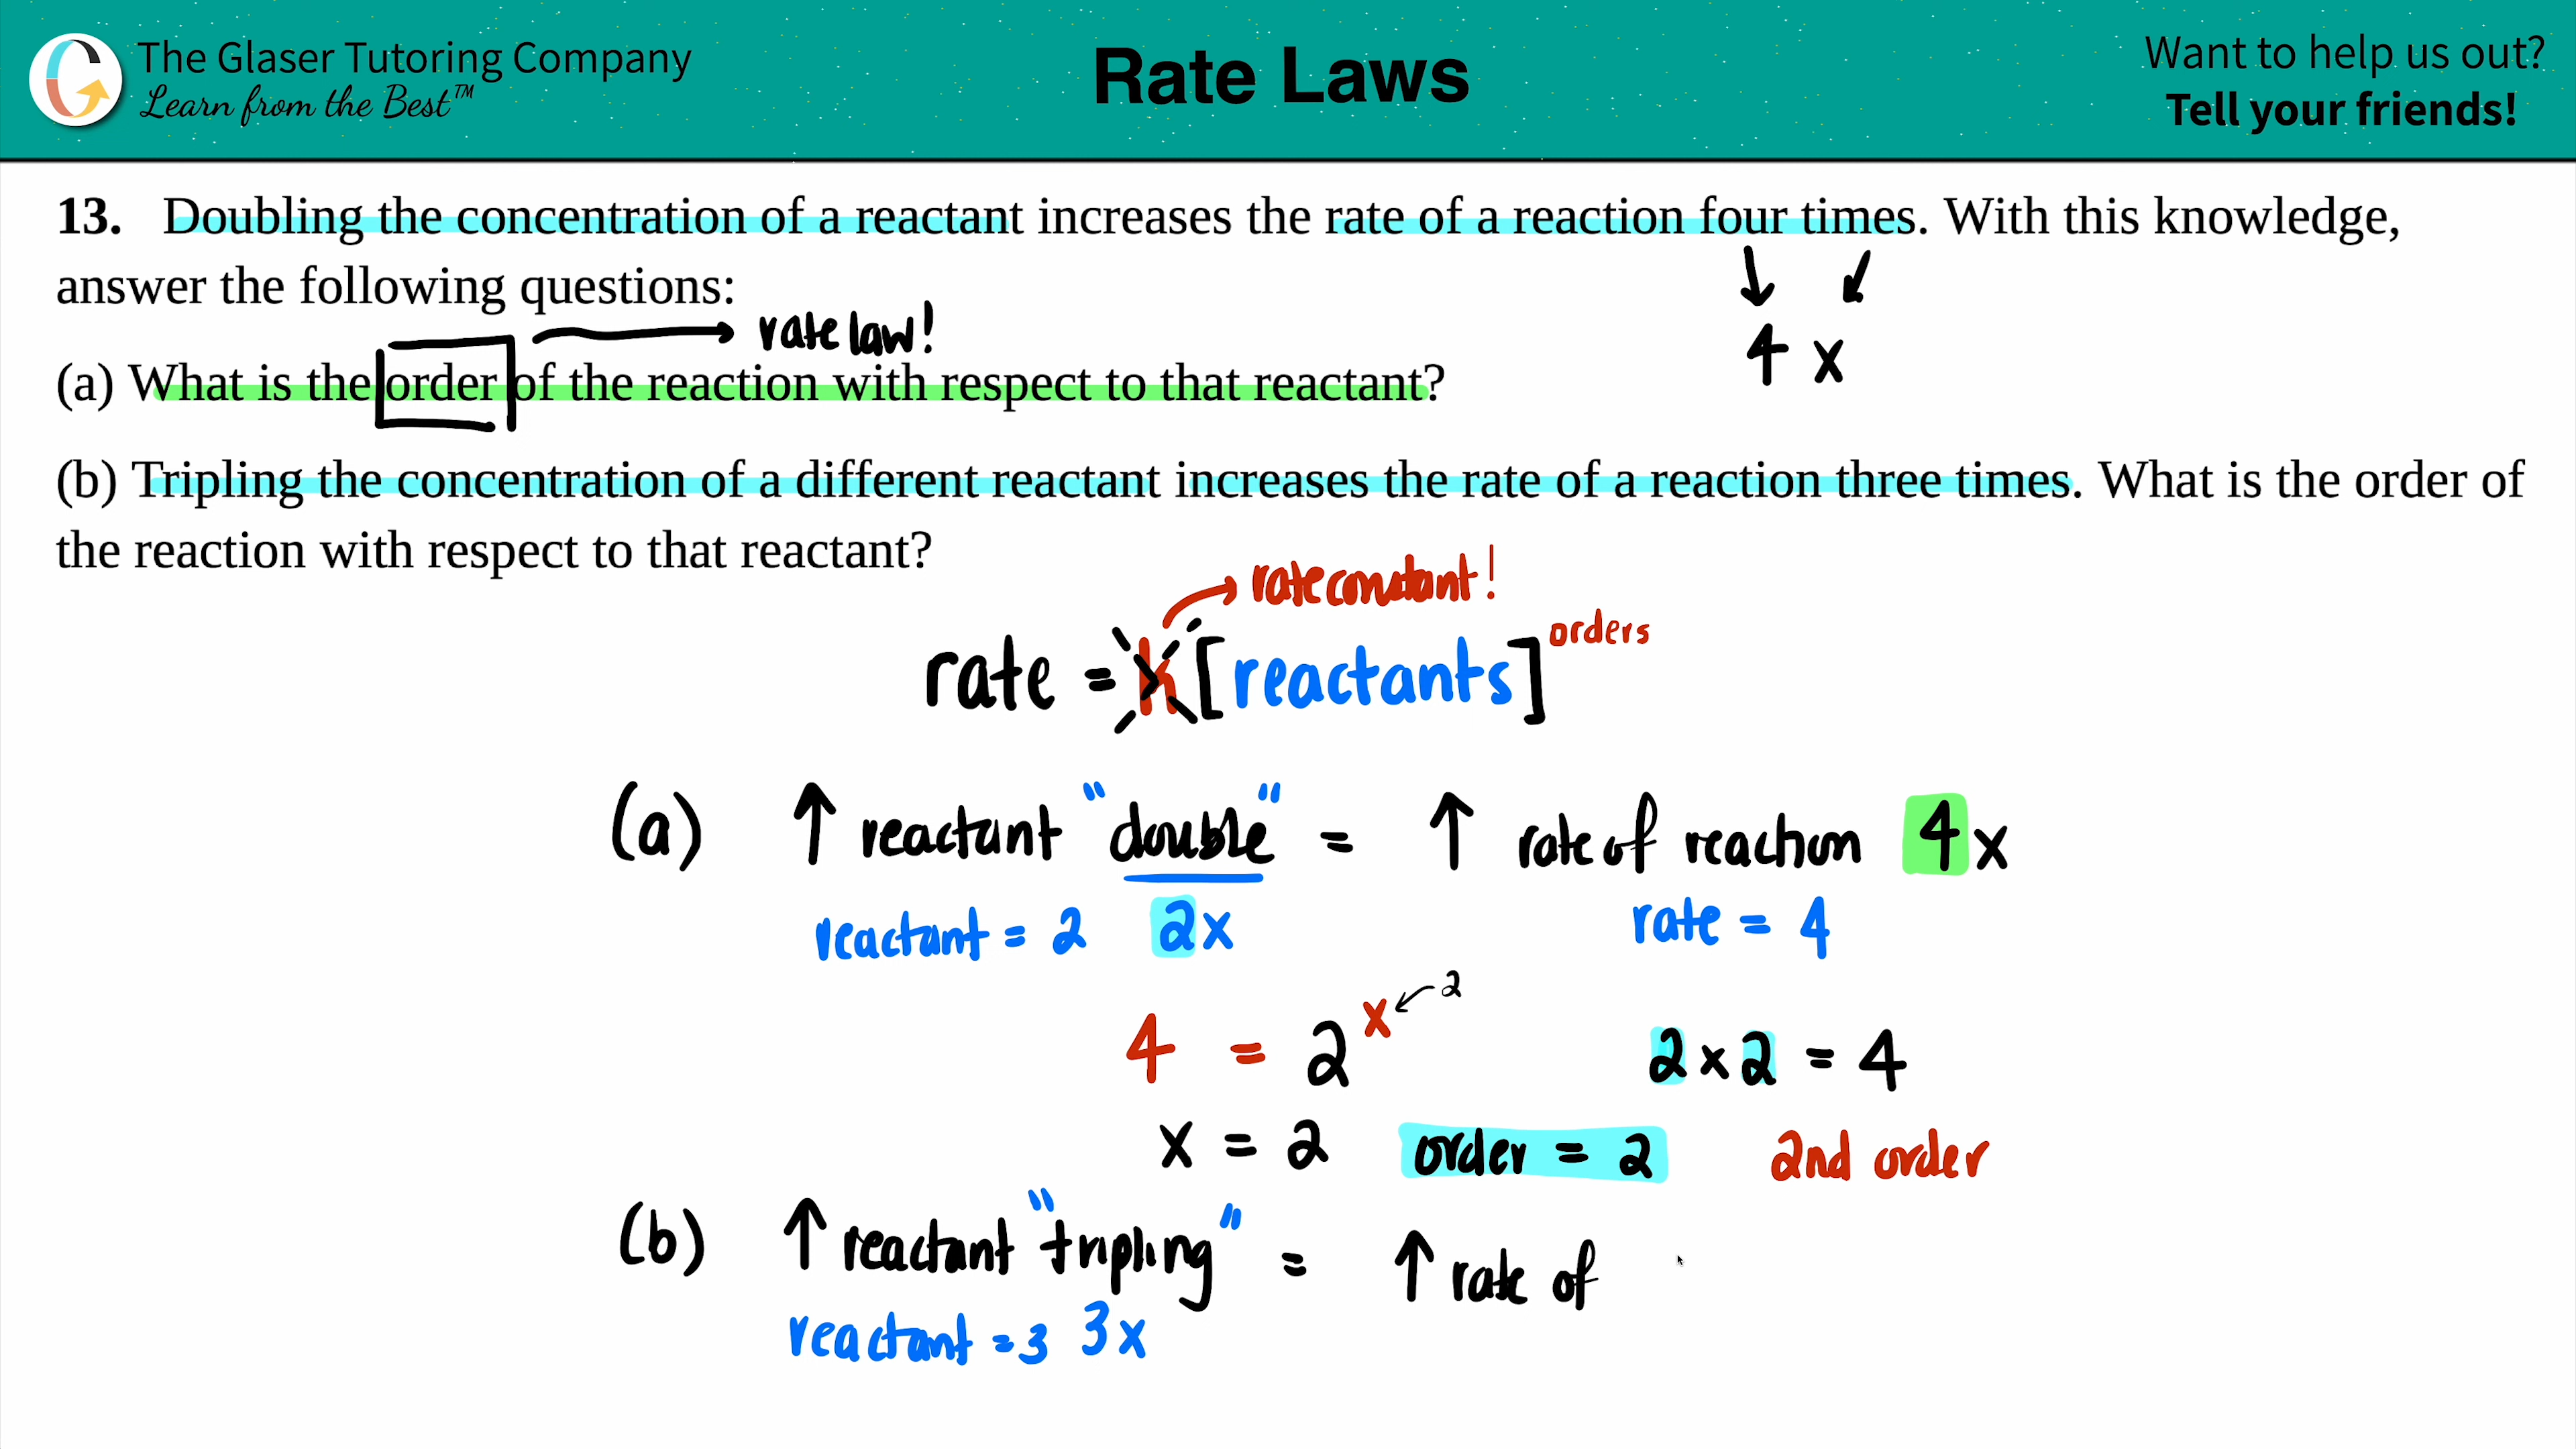 The Glaser Tutoring Company
Learn from the Best™
Rate Laws
Want to help us out?
Tell your friends!
13. Doubling the concentration of a reactant increases the rate of a reaction four times. With this knowledge,
answer the following questions:
rate law!
4 x
(a) What is the order of the reaction with respect to that reactant?
(b) Tripling the concentration of a different reactant increases the rate of a reaction three times. What is the order of
the reaction with respect to that reactant?
rate constant!
rate = k [reactants] orders
(a) ↑ reactant "double" = ↑ rate of reaction 4x
reactant = 2 2x rate = 4
4 = 2 x ← 2 2 x 2 = 4
x = 2 order = 2 2nd order
(b) ↑ reactant "tripling" = ↑ rate of
reactant = 3 3x